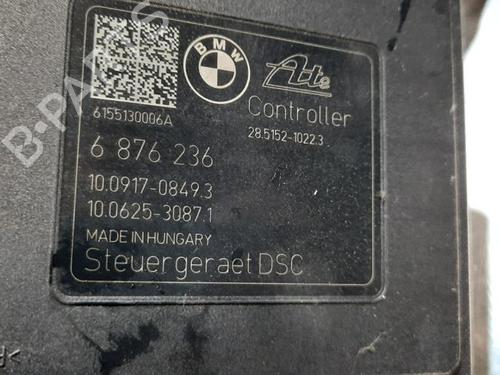 BMW
Ate
6155130006A
Controller
28.5152-1022.3
6 876 236
10.0917-0849.3
10.0625-3087.1
MADE IN HUNGARY
Steuergeraet DSC
B-PARTS